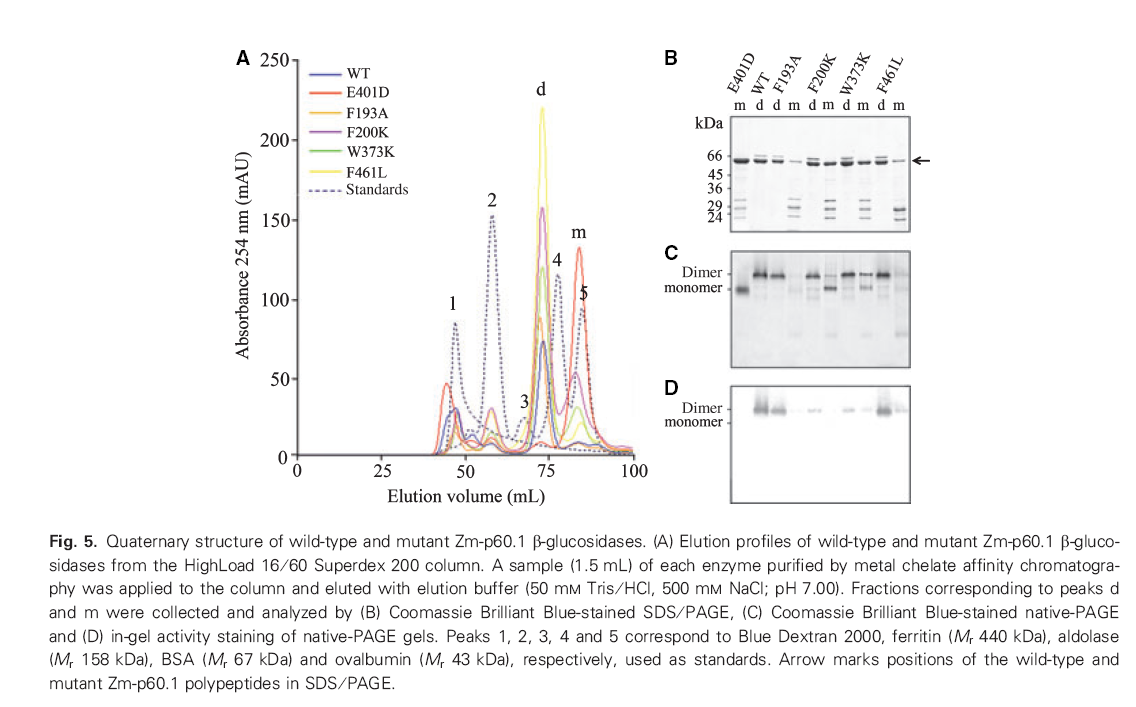 A
250
200
150
100
50
0
0 25 50 75 100
Absorbance 254 nm (mAU)
Elution volume (mL)
WT
E401D
F193A
F200K
W373K
F461L
Standards
1
2
3
d
4
m
5
B
E401D WT F193A F200K W373K F461L
m d d m d m d m d m
kDa
66
45
36
29
24
C
Dimer
monomer
D
Dimer
monomer
Fig. 5. Quaternary structure of wild-type and mutant Zm-p60.1 β-glucosidases. (A) Elution profiles of wild-type and mutant Zm-p60.1 β-gluco-
sidases from the HighLoad 16/60 Superdex 200 column. A sample (1.5 mL) of each enzyme purified by metal chelate affinity chromatogra-
phy was applied to the column and eluted with elution buffer (50 mM Tris/HCl, 500 mM NaCl; pH 7.00). Fractions corresponding to peaks d
and m were collected and analyzed by (B) Coomassie Brilliant Blue-stained SDS/PAGE, (C) Coomassie Brilliant Blue-stained native-PAGE
and (D) in-gel activity staining of native-PAGE gels. Peaks 1, 2, 3, 4 and 5 correspond to Blue Dextran 2000, ferritin (Mr 440 kDa), aldolase
(Mr 158 kDa), BSA (Mr 67 kDa) and ovalbumin (Mr 43 kDa), respectively, used as standards. Arrow marks positions of the wild-type and
mutant Zm-p60.1 polypeptides in SDS/PAGE.